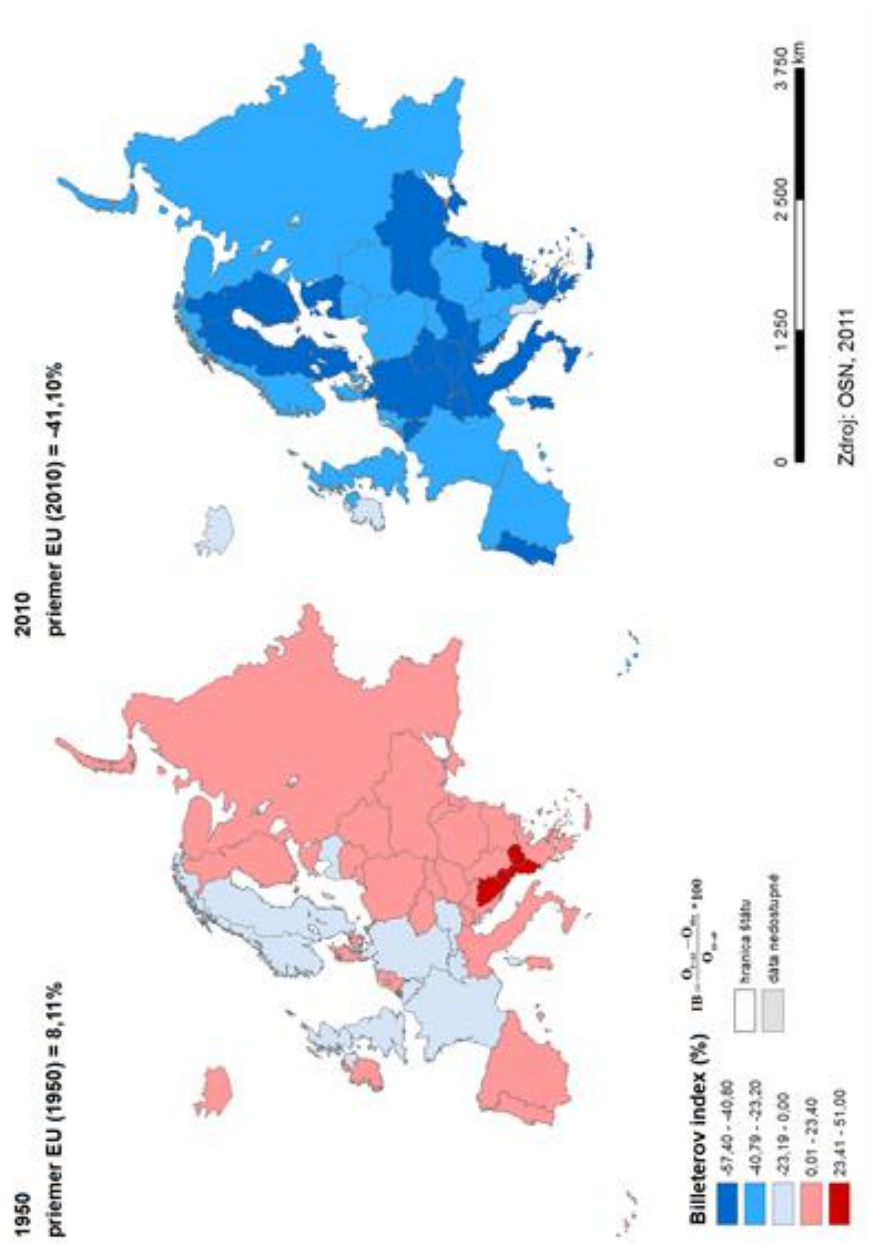 1950
priemer EU (1950) = 8,11%
2010
priemer EU (2010) = -41,10%
Billeterov index (%)
-57,40 - -40,80
-40,79 - -23,20
-23,19 - 0,00
0,01 - 23,40
23,41 - 51,00
hranica štátu
dáta nedostupné
0 1 250 2 500 3 750
km
Zdroj: OSN, 2011